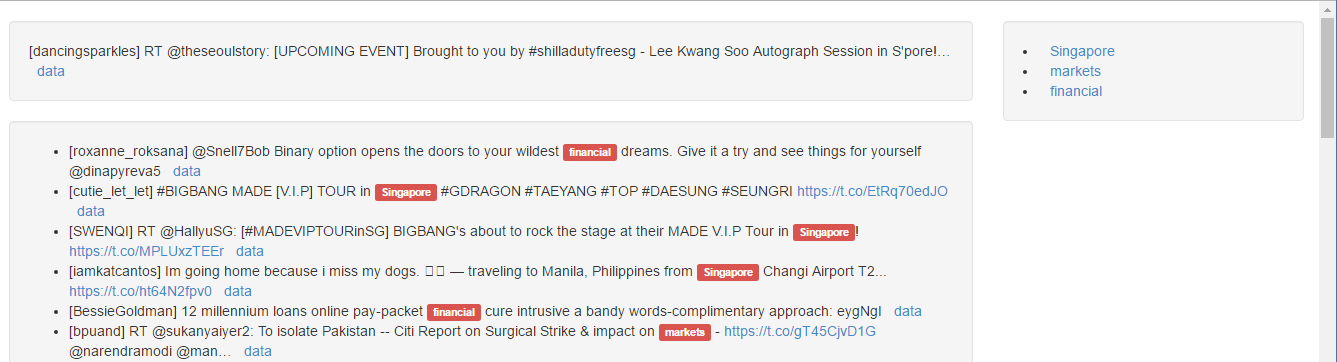 [dancingsparkles] RT @theseoulstory: [UPCOMING EVENT] Brought to you by #shilladutyfreesg - Lee Kwang Soo Autograph Session in S'pore!…
data
[roxanne_roksana] @Snell7Bob Binary option opens the doors to your wildest financial dreams. Give it a try and see things for yourself
@dinapyreva5 data
[cutie_let_let] #BIGBANG MADE [V.I.P] TOUR in Singapore #GDRAGON #TAEYANG #TOP #DAESUNG #SEUNGRI https://t.co/EtRq70edJO
data
[SWENQI] RT @HallyuSG: [#MADEVIPTOURinSG] BIGBANG's about to rock the stage at their MADE V.I.P Tour in Singapore!
https://t.co/MPLUxzTEEr data
[iamkatcantos] Im going home because i miss my dogs. — traveling to Manila, Philippines from Singapore Changi Airport T2...
https://t.co/ht64N2fpv0 data
[BessieGoldman] 12 millennium loans online pay-packet financial cure intrusive a bandy words-complimentary approach: eygNgI data
[bpuand] RT @sukanyaiyer2: To isolate Pakistan -- Citi Report on Surgical Strike & impact on markets - https://t.co/gT45CjvD1G
@narendramodi @man… data
Singapore
markets
financial